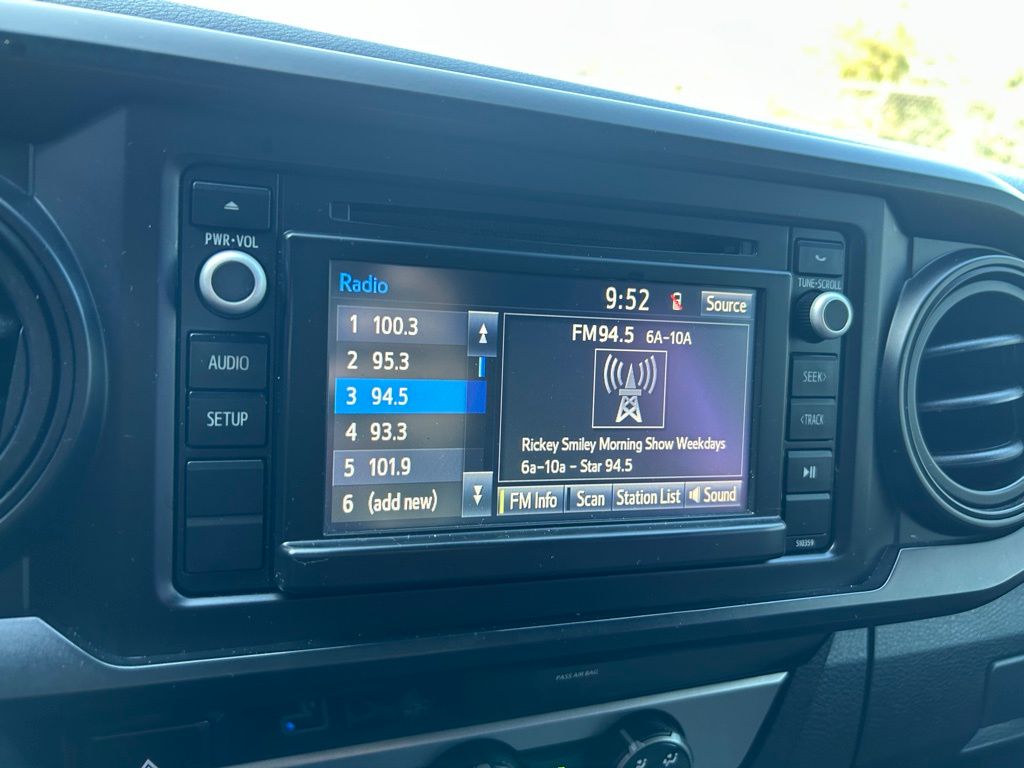 PWR•VOL
AUDIO
SETUP
Radio
9:52
Source
1 100.3
2 95.3
3 94.5
4 93.3
5 101.9
6 (add new)
FM94.5 6A-10A
Rickey Smiley Morning Show Weekdays
6a-10a - Star 94.5
FM Info
Scan
Station List
Sound
TUNE•SCROLL
SEEK>
<TRACK
510359
PASS AIR BAG